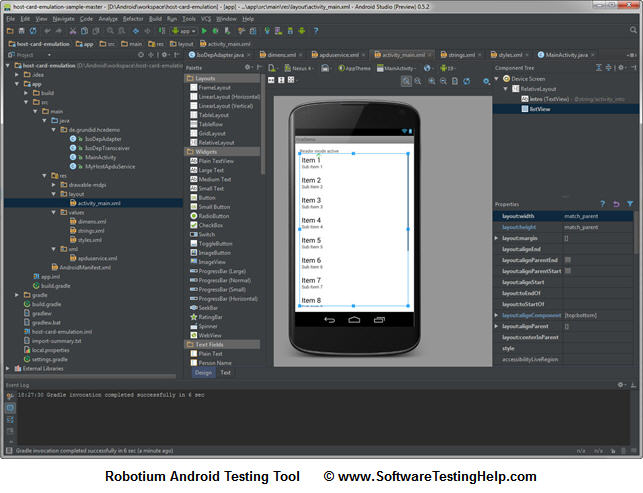 host-card-emulation-sample-master - [D:\Android\workspace\host-card-emulation] - [app] - ...\app\src\main\res\layout\activity_main.xml - Android Studio (Preview) 0.5.2
File Edit View Navigate Code Analyze Refactor Build Run Tools VCS Window Help
app
host-card-emulation app src main res layout activity_main.xml
IsoDepAdapter.java dimens.xml apduservice.xml activity_main.xml strings.xml styles.xml MainActivity.java
host-card-emulation (D:\Android\workspace\host-card-emulation)
.idea
app
build
src
main
java
de.grundid.hcedemo
IsoDepAdapter
IsoDepTransceiver
MainActivity
MyHostApduService
res
drawable-mdpi
layout
activity_main.xml
values
dimens.xml
strings.xml
styles.xml
xml
apduservice.xml
AndroidManifest.xml
app.iml
build.gradle
gradle
build.gradle
gradlew
gradlew.bat
host-card-emulation.iml
import-summary.txt
local.properties
settings.gradle
External Libraries
Palette
Layouts
FrameLayout
LinearLayout (Horizontal)
LinearLayout (Vertical)
TableLayout
TableRow
GridLayout
RelativeLayout
Widgets
Plain TextView
Large Text
Medium Text
Small Text
Button
Small Button
RadioButton
CheckBox
Switch
ToggleButton
ImageButton
ImageView
ProgressBar (Large)
ProgressBar (Normal)
ProgressBar (Small)
ProgressBar (Horizontal)
SeekBar
RatingBar
Spinner
WebView
Text Fields
Plain Text
Person Name
Design Text
Nexus 4 AppTheme MainActivity 19
Reader mode active
Item 1
Sub Item 1
Item 2
Sub Item 2
Item 3
Sub Item 3
Item 4
Sub Item 4
Item 5
Sub Item 5
Item 6
Sub Item 6
Item 7
Sub Item 7
Item 8
Component Tree
Device Screen
RelativeLayout
intro (TextView) - @string/activity_intro
listView
Properties
layout:width match_parent
layout:height match_parent
layout:margin []
layout:alignEnd
layout:alignParentEnd
layout:alignParentStart
layout:alignStart
layout:toEndOf
layout:toStartOf
layout:alignComponent [top:bottom]
layout:alignParent []
layout:centerInParent
style
accessibilityLiveRegion
Event Log
18:27:30 Gradle invocation completed successfully in 6 sec
Gradle invocation completed successfully in 6 sec (a minute ago) n/a n/a
Robotium Android Testing Tool © www.SoftwareTestingHelp.com